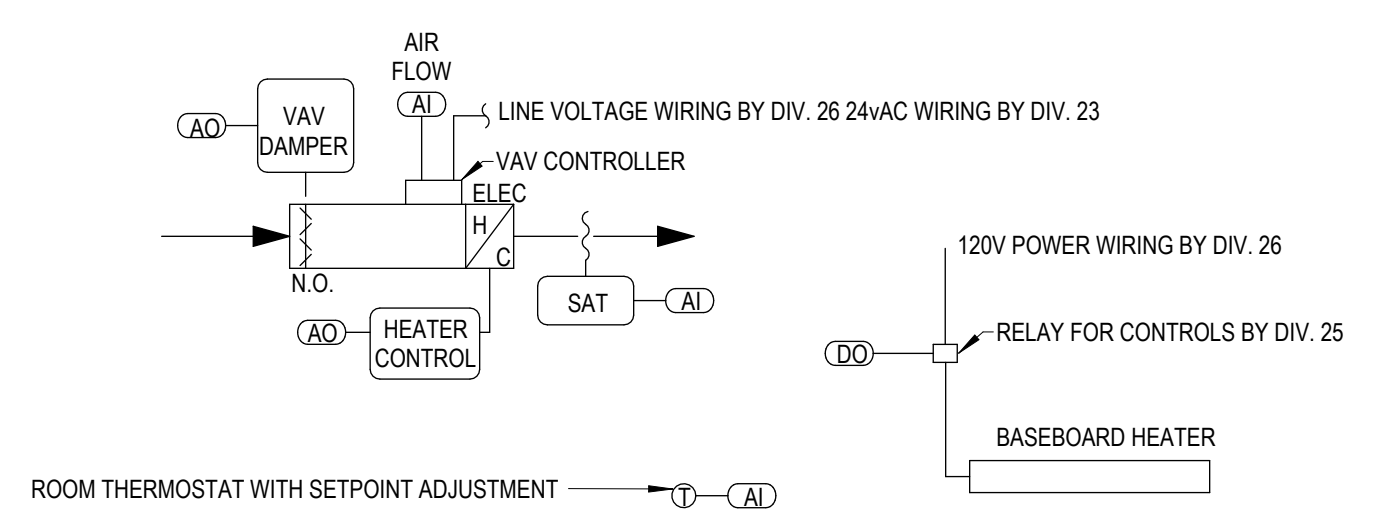 AIR
FLOW
AI
LINE VOLTAGE WIRING BY DIV. 26 24vAC WIRING BY DIV. 23
VAV
DAMPER
AO
VAV CONTROLLER
ELEC
H
C
N.O.
120V POWER WIRING BY DIV. 26
SAT
AI
AO
HEATER
CONTROL
RELAY FOR CONTROLS BY DIV. 25
DO
BASEBOARD HEATER
ROOM THERMOSTAT WITH SETPOINT ADJUSTMENT
T
AI